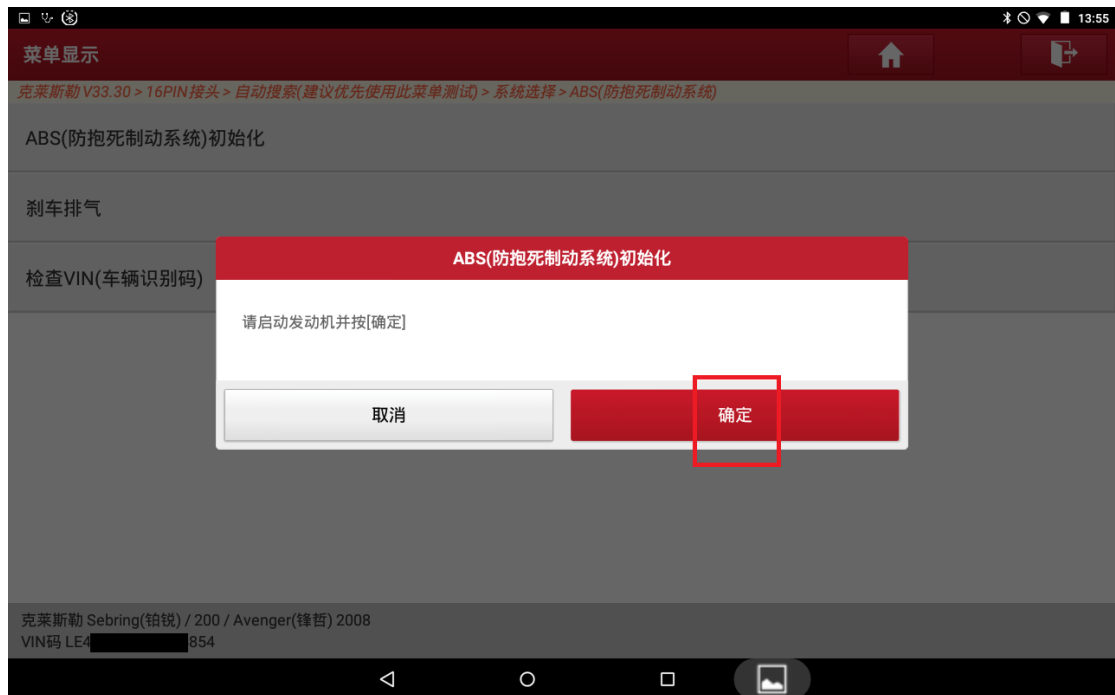 13:55
菜单显示
克莱斯勒 V33.30 > 16PIN接头 > 自动搜索(建议优先使用此菜单测试) > 系统选择 > ABS(防抱死制动系统)
ABS(防抱死制动系统)初始化
刹车排气
检查VIN(车辆识别码)
ABS(防抱死制动系统)初始化
请启动发动机并按[确定]
取消
确定
克莱斯勒 Sebring(铂锐) / 200 / Avenger(锋哲) 2008
VIN码 LE4 854